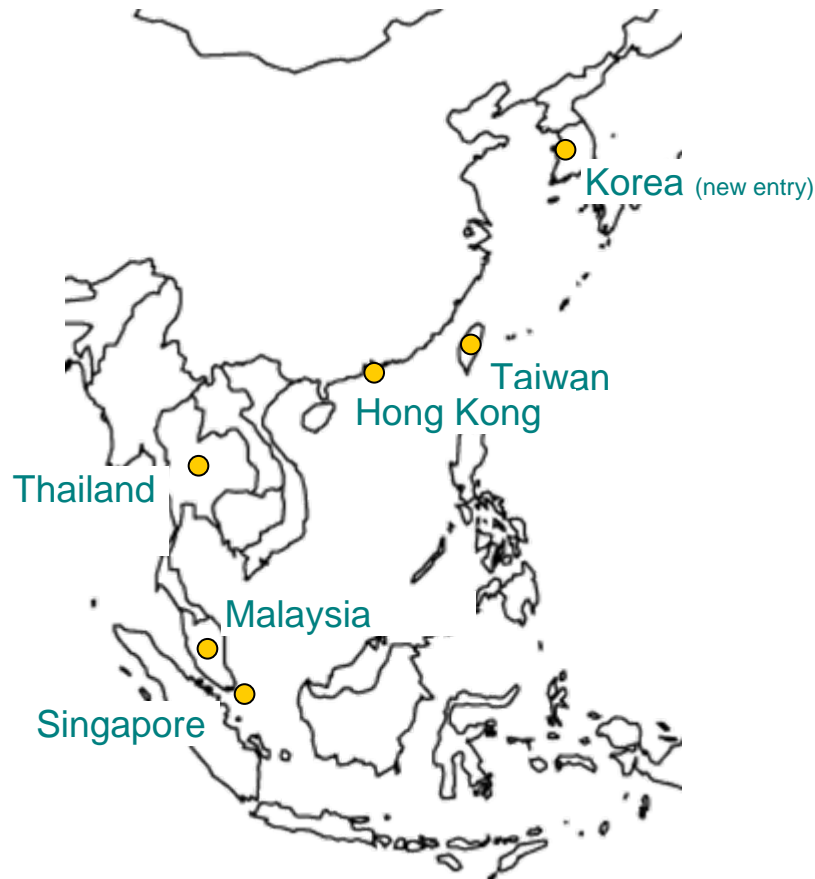 Korea (new entry)
Taiwan
Hong Kong
Thailand
Malaysia
Singapore